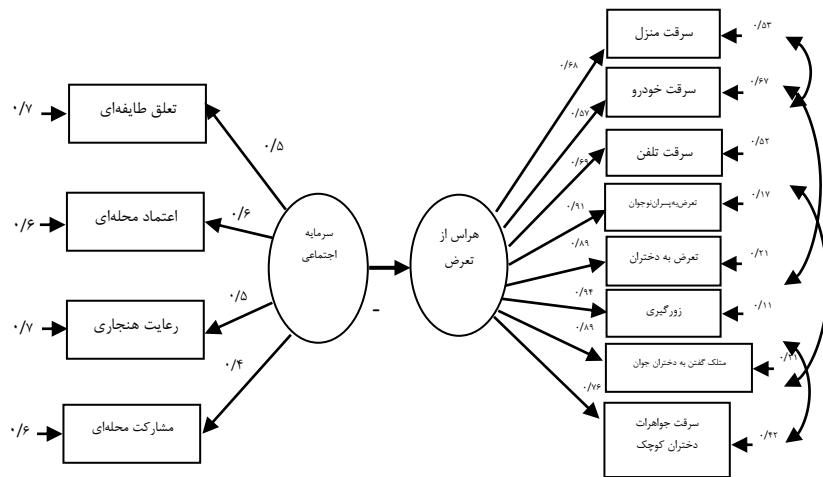 سرقت منزل
۰/۵۳
۰/۶۸
سرقت خودرو
۰/۶۷
۰/۵۷
سرقت تلفن
۰/۵۲
۰/۶۹
تعرض‌به‌پسران‌نوجوان
۰/۱۷
۰/۹۱
تعرض به دختران
۰/۲۱
۰/۸۹
زورگیری
۰/۱۱
۰/۹۴
متلک گفتن به دختران جوان
۰/۲۱
۰/۸۹
سرقت جواهرات
دختران کوچک
۰/۴۲
۰/۷۶
هراس از
تعرض
-
سرمایه
اجتماعی
تعلق طایفه‌ای
۰/۷
۰/۵
اعتماد محله‌ای
۰/۶
۰/۶
رعایت هنجاری
۰/۷
۰/۵
مشارکت محله‌ای
۰/۶
۰/۴